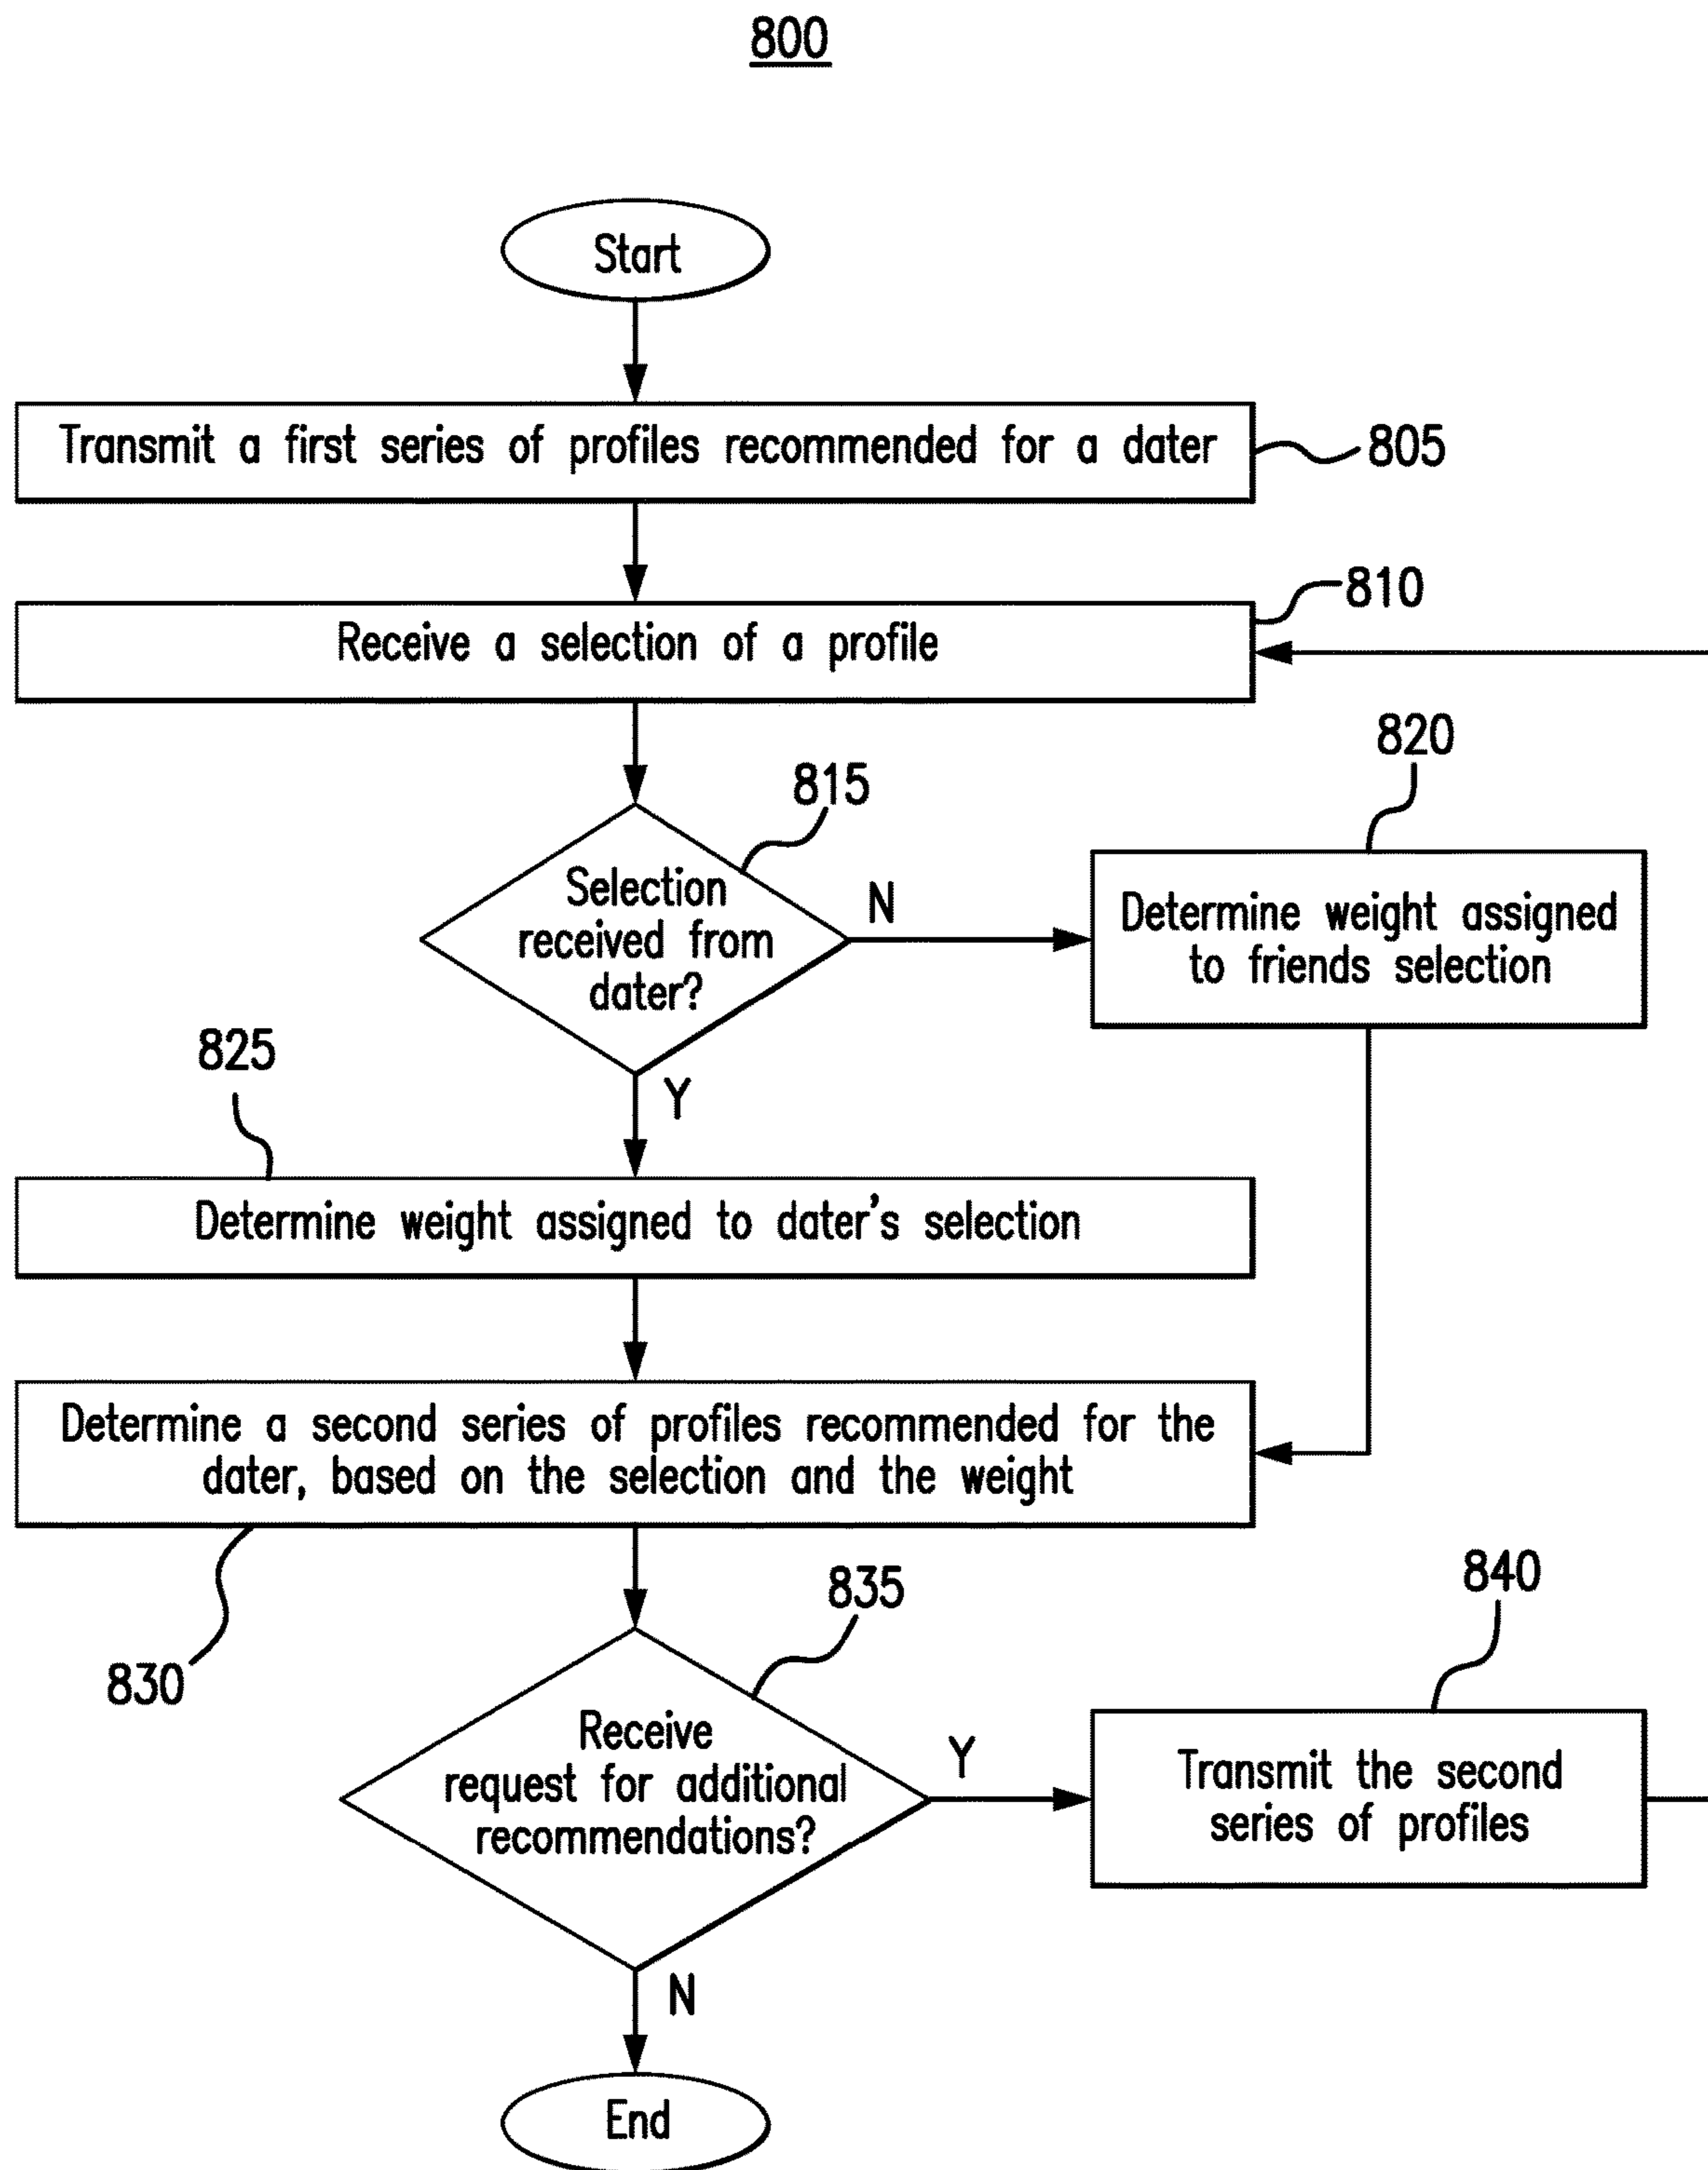 800
Start
Transmit a first series of profiles recommended for a dater
805
810
Receive a selection of a profile
820
815
Selection
received from
dater?
N
Determine weight assigned
to friends selection
825
Y
Determine weight assigned to dater's selection
Determine a second series of profiles recommended for the
dater, based on the selection and the weight
830
835
840
Receive
request for additional
recommendations?
Y
Transmit the second
series of profiles
N
End